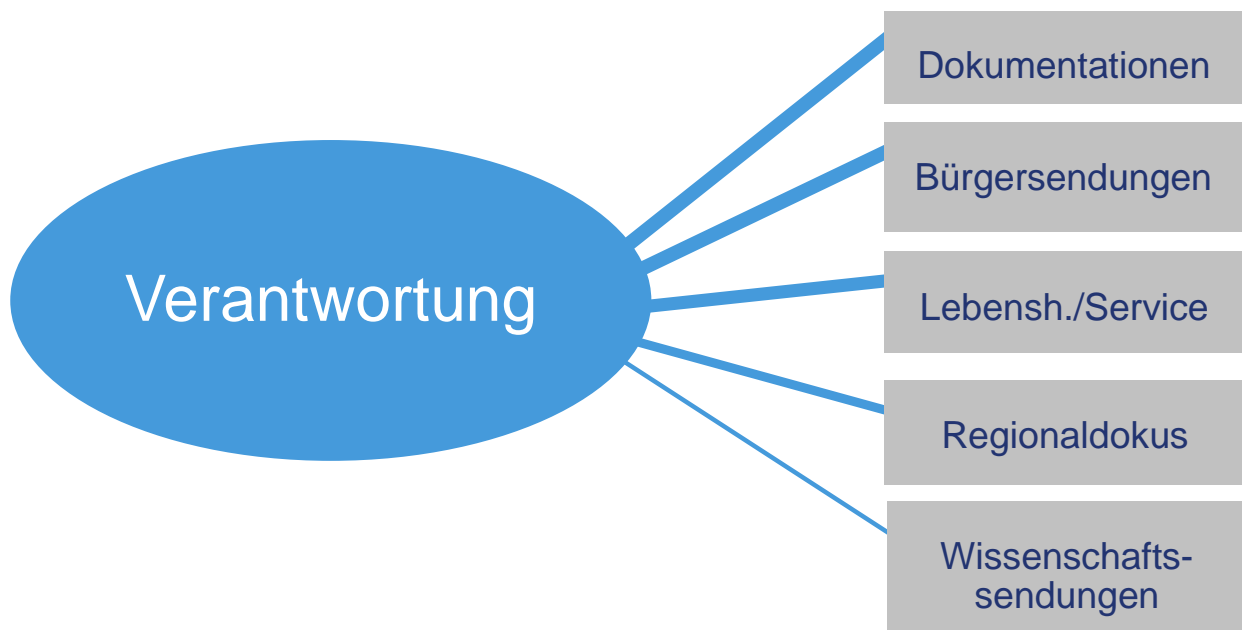 Verantwortung
Dokumentationen
Bürgersendungen
Lebensh./Service
Regionaldokus
Wissenschafts-
sendungen